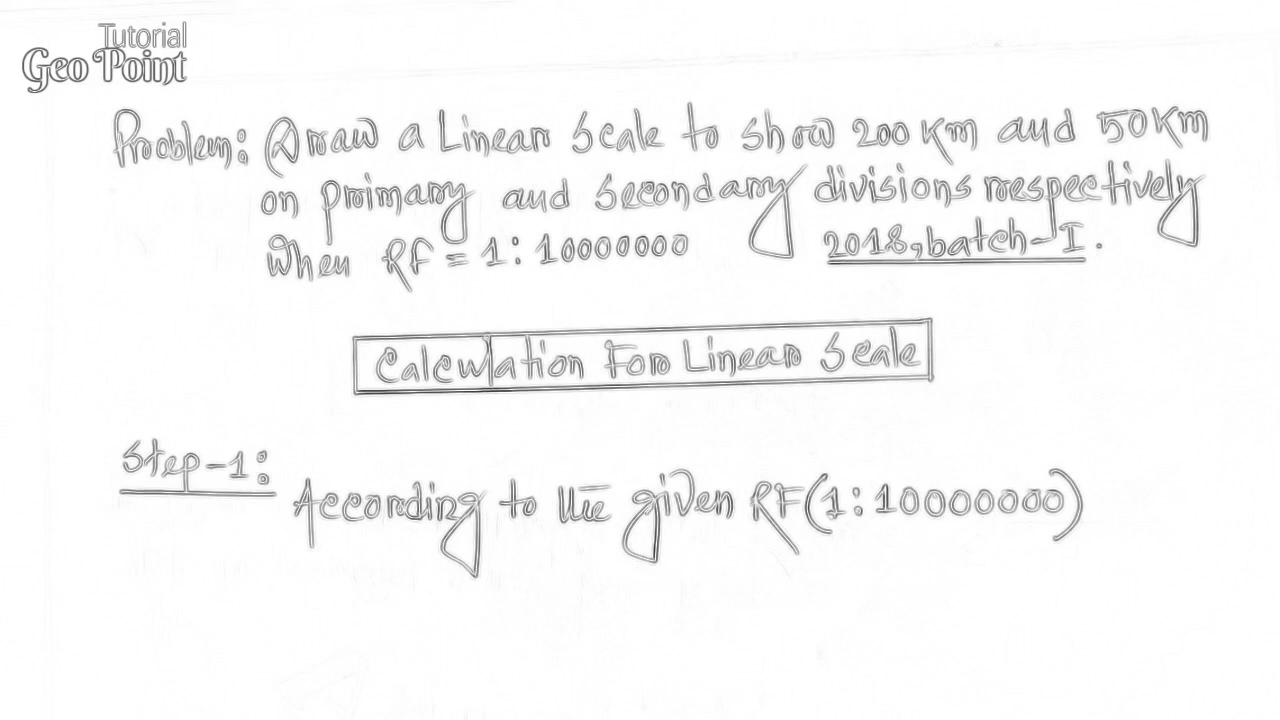 Tutorial
Geo Point
Problem: Draw a Linear Scale to show 200 Km and 50 Km
on primary and secondary divisions respectively
when RF = 1:10000000 2018, batch-I.
Calculation For Linear Scale
Step-1:
According to the given RF (1:10000000)